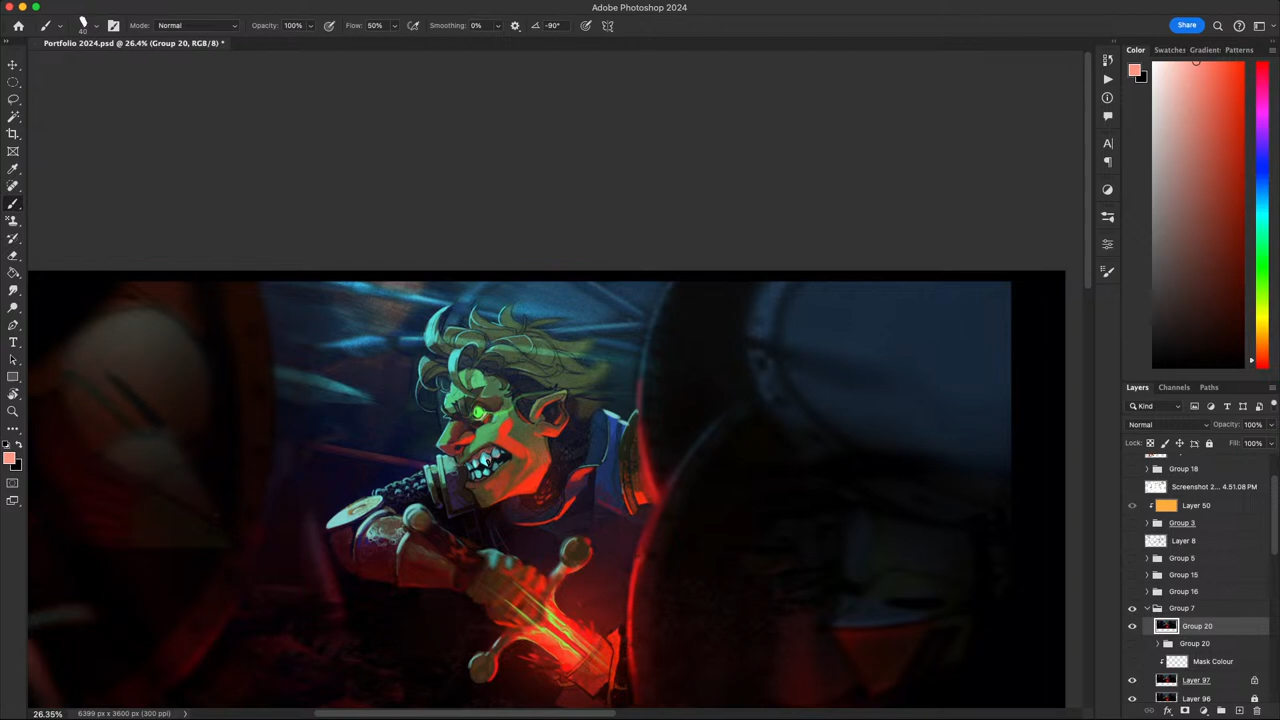 Adobe Photoshop 2024
40
Mode: Normal
Opacity: 100%
Flow: 50%
Smoothing: 0%
-90°
Share
Portfolio 2024.psd @ 26.4% (Group 20, RGB/8) *
Color Swatches Gradient: Patterns
Layers Channels Paths
Kind
Normal
Opacity: 100%
Lock:
Fill: 100%
Group 18
Screenshot 2... 4.51.08 PM
Layer 50
Group 3
Layer 8
Group 5
Group 15
Group 16
Group 7
Group 20
Group 20
Mask Colour
Layer 97
Layer 96
26.35%
6399 px x 3600 px (300 ppi)